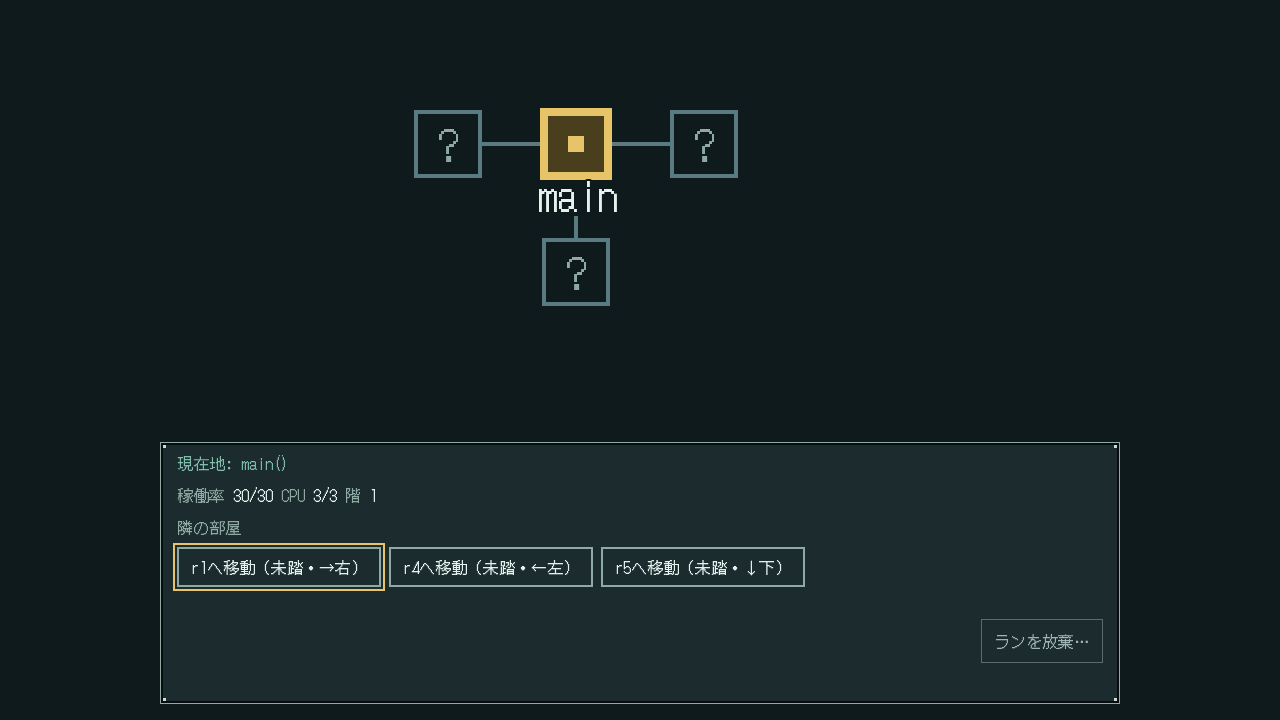 ? ?
main
?
現在地: main()
稼働率 30/30 CPU 3/3 階 1
隣の部屋
r1へ移動（未踏・→右） r4へ移動（未踏・←左） r5へ移動（未踏・↓下）
ランを放棄…